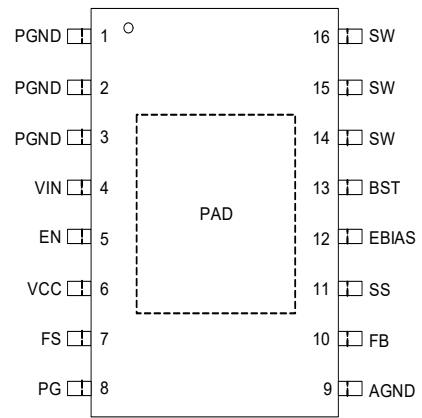 PGND 1 16 SW
PGND 2 15 SW
PGND 3 14 SW
VIN 4 13 BST
PAD
EN 5 12 EBIAS
VCC 6 11 SS
FS 7 10 FB
PG 8 9 AGND